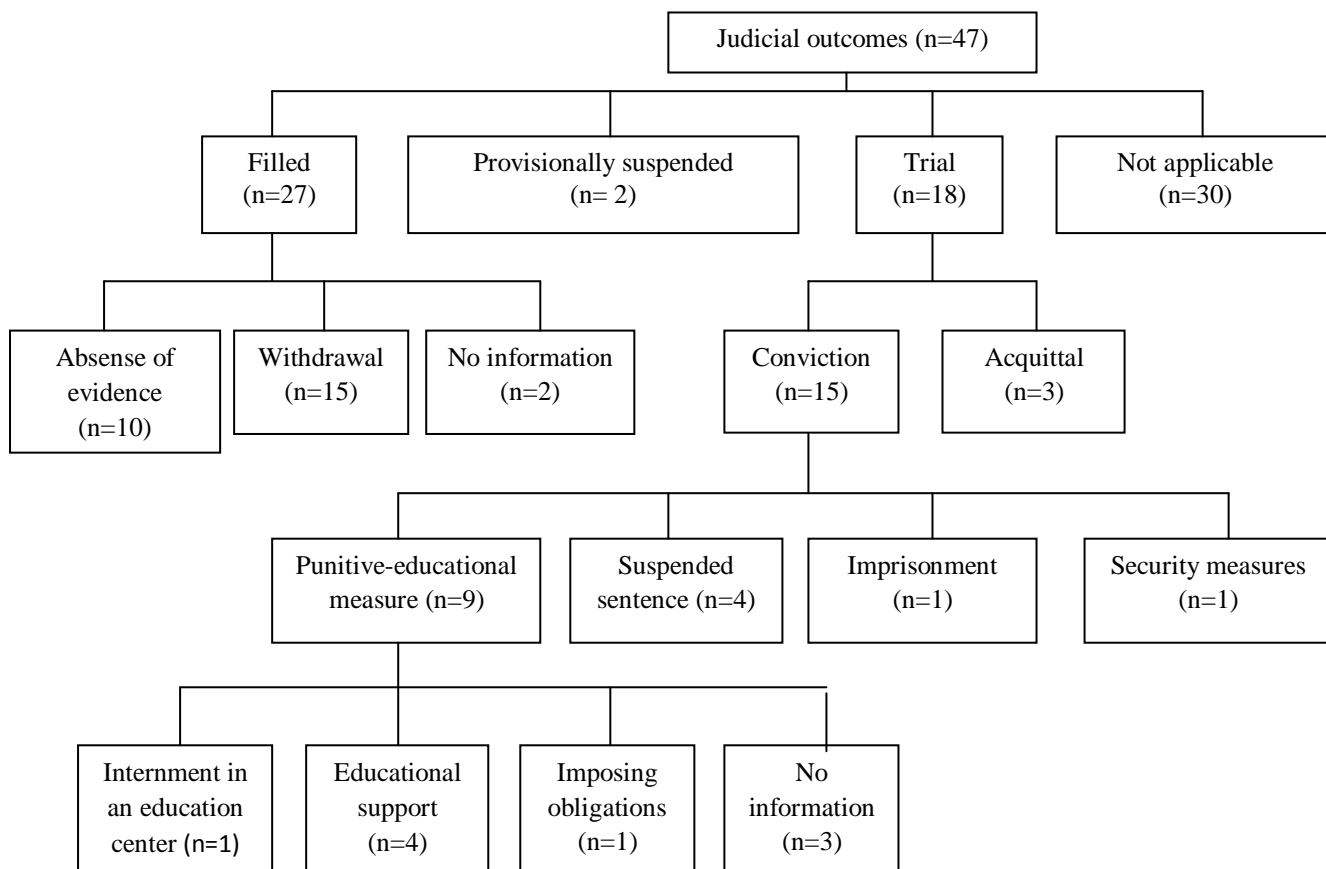 Judicial outcomes (n=47)
Filled
(n=27)
Provisionally suspended
(n= 2)
Trial
(n=18)
Not applicable
(n=30)
Absense of
evidence
(n=10)
Withdrawal
(n=15)
No information
(n=2)
Conviction
(n=15)
Acquittal
(n=3)
Punitive-educational
measure (n=9)
Suspended
sentence (n=4)
Imprisonment
(n=1)
Security measures
(n=1)
Internment in
an education
center (n=1)
Educational
support
(n=4)
Imposing
obligations
(n=1)
No
information
(n=3)